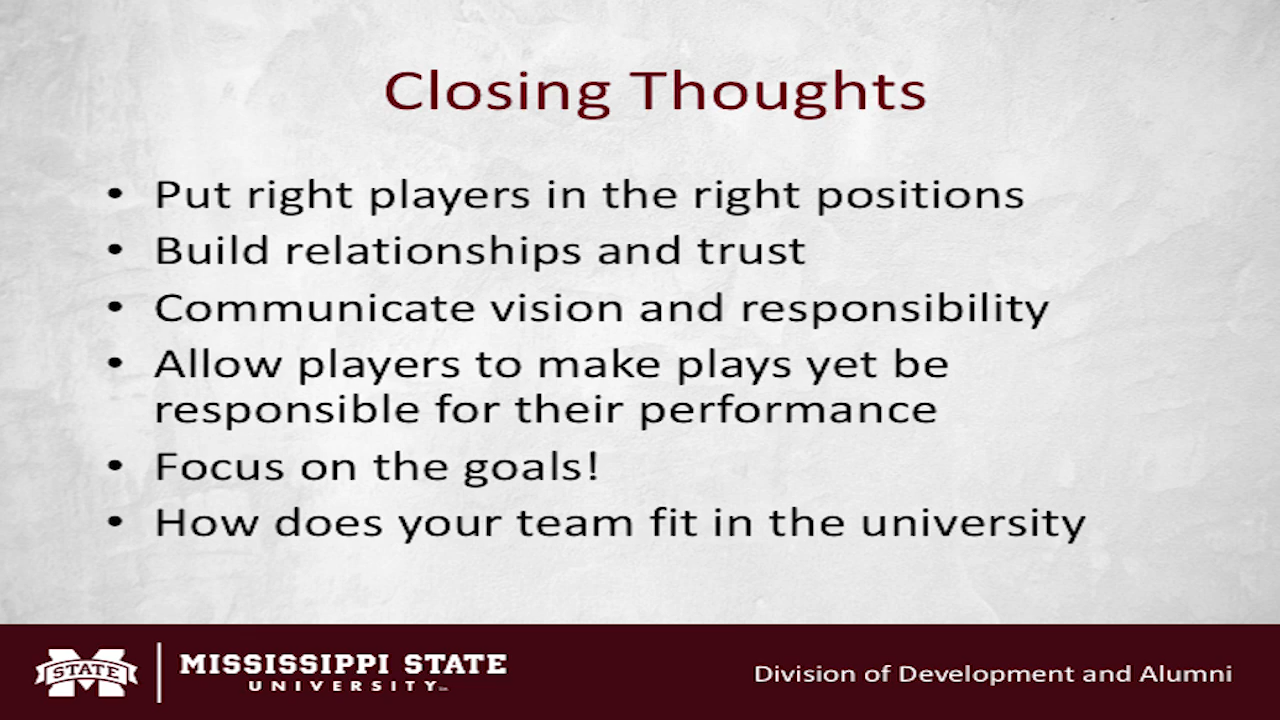 Closing Thoughts
• Put right players in the right positions
• Build relationships and trust
• Communicate vision and responsibility
• Allow players to make plays yet be
responsible for their performance
• Focus on the goals!
• How does your team fit in the university
STATE
MISSISSIPPI STATE
UNIVERSITY™
Division of Development and Alumni